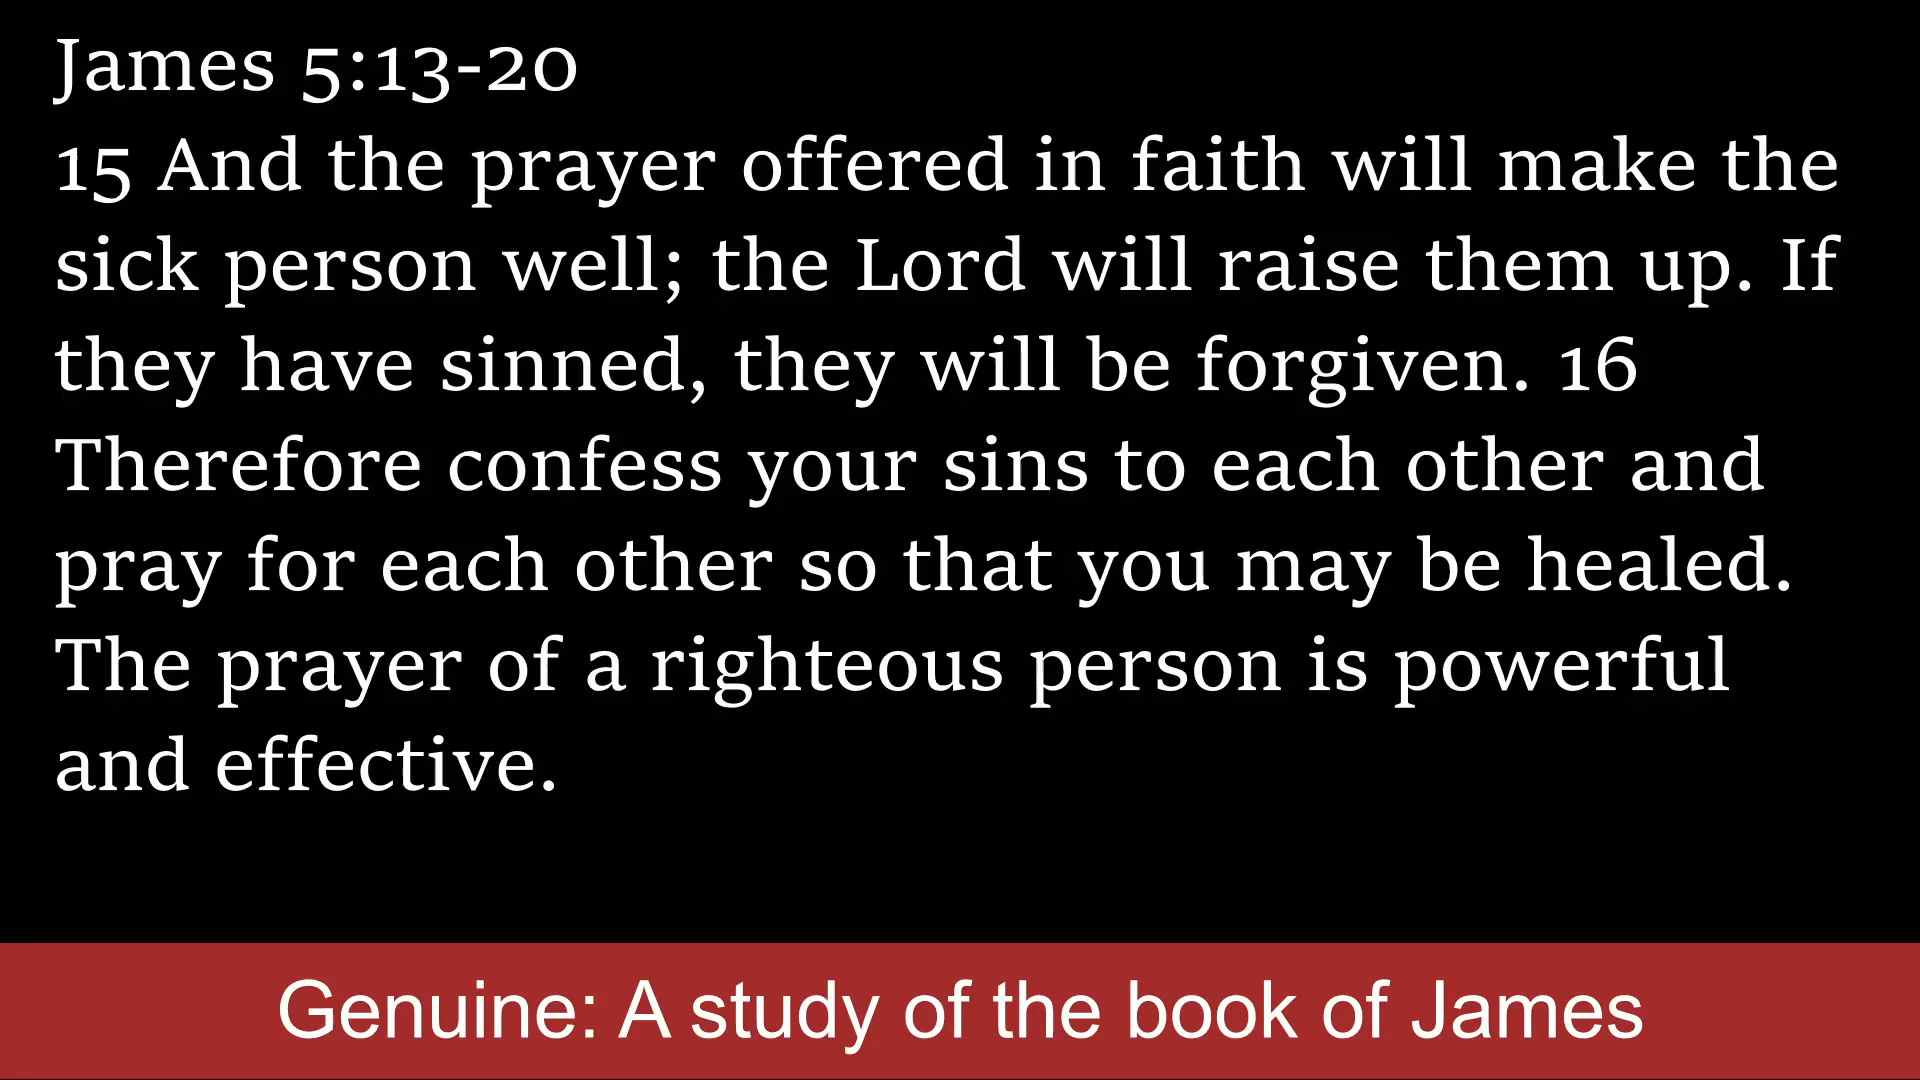 James 5:13-20
15 And the prayer offered in faith will make the
sick person well; the Lord will raise them up. If
they have sinned, they will be forgiven. 16
Therefore confess your sins to each other and
pray for each other so that you may be healed.
The prayer of a righteous person is powerful
and effective.
Genuine: A study of the book of James